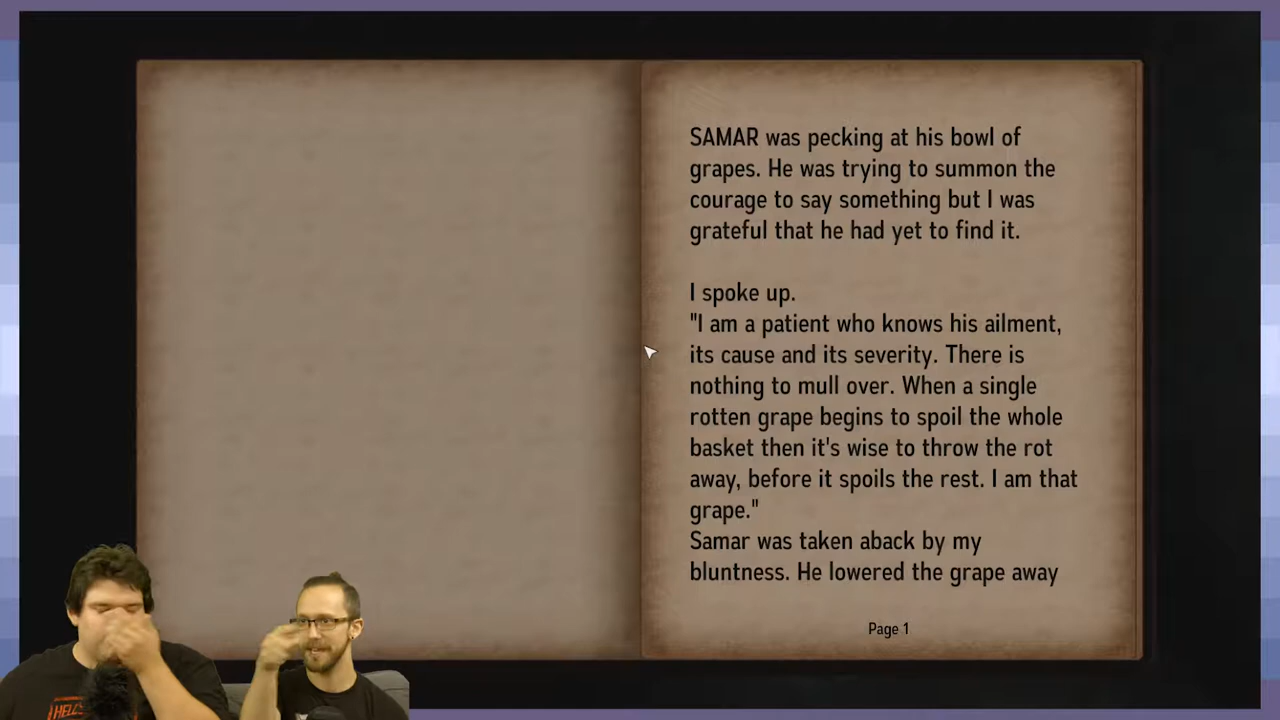 SAMAR was pecking at his bowl of
grapes. He was trying to summon the
courage to say something but I was
grateful that he had yet to find it.
I spoke up.
"I am a patient who knows his ailment,
its cause and its severity. There is
nothing to mull over. When a single
rotten grape begins to spoil the whole
basket then it's wise to throw the rot
away, before it spoils the rest. I am that
grape."
Samar was taken aback by my
bluntness. He lowered the grape away
Page 1